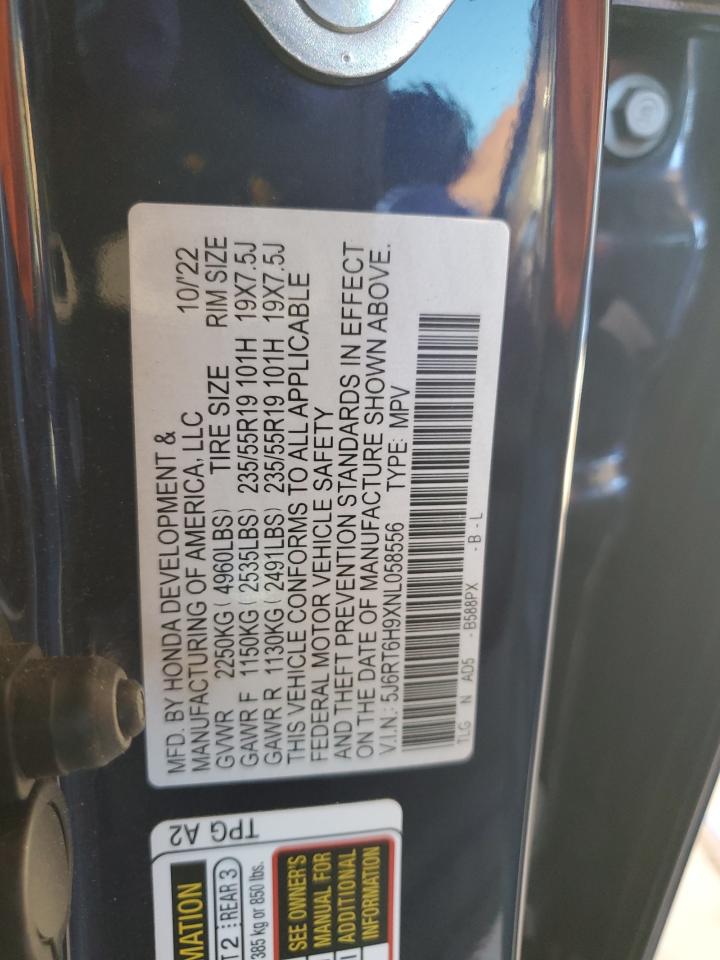 MFD. BY HONDA DEVELOPMENT &
MANUFACTURING OF AMERICA, LLC 10/'22
GVWR 2250KG ( 4960LBS) TIRE SIZE RIM SIZE
GAWR F 1150KG ( 2535LBS) 235/55R19 101H 19X7.5J
GAWR R 1130KG ( 2491LBS) 235/55R19 101H 19X7.5J
THIS VEHICLE CONFORMS TO ALL APPLICABLE
FEDERAL MOTOR VEHICLE SAFETY
AND THEFT PREVENTION STANDARDS IN EFFECT
ON THE DATE OF MANUFACTURE SHOWN ABOVE.
V.I.N.: 5J6RT6H9XNL058556 TYPE: MPV
TLG N AD5 - B588PX - B - L
TPG A2
MATION
T 2 REAR 3
385 kg or 850 lbs.
SEE OWNER'S
MANUAL FOR
ADDITIONAL
INFORMATION